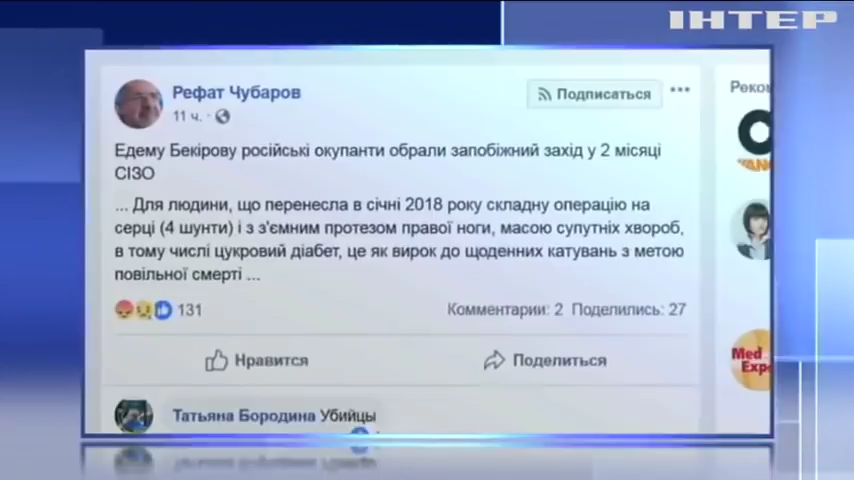 ІНТЕР
Рефат Чубаров
11 ч.
Подписаться
Реком
Едему Бекірову російські окупанти обрали запобіжний захід у 2 місяці
СІЗО
... Для людини, що перенесла в січні 2018 року складну операцію на
серці (4 шунти) і з з'ємним протезом правої ноги, масою супутніх хвороб,
в тому числі цукровий діабет, це як вирок до щоденних катувань з метою
повільної смерті ...
131
Комментарии: 2 Поделились: 27
Нравится
Поделиться
Med
Expe
Татьяна Бородина Убийцы